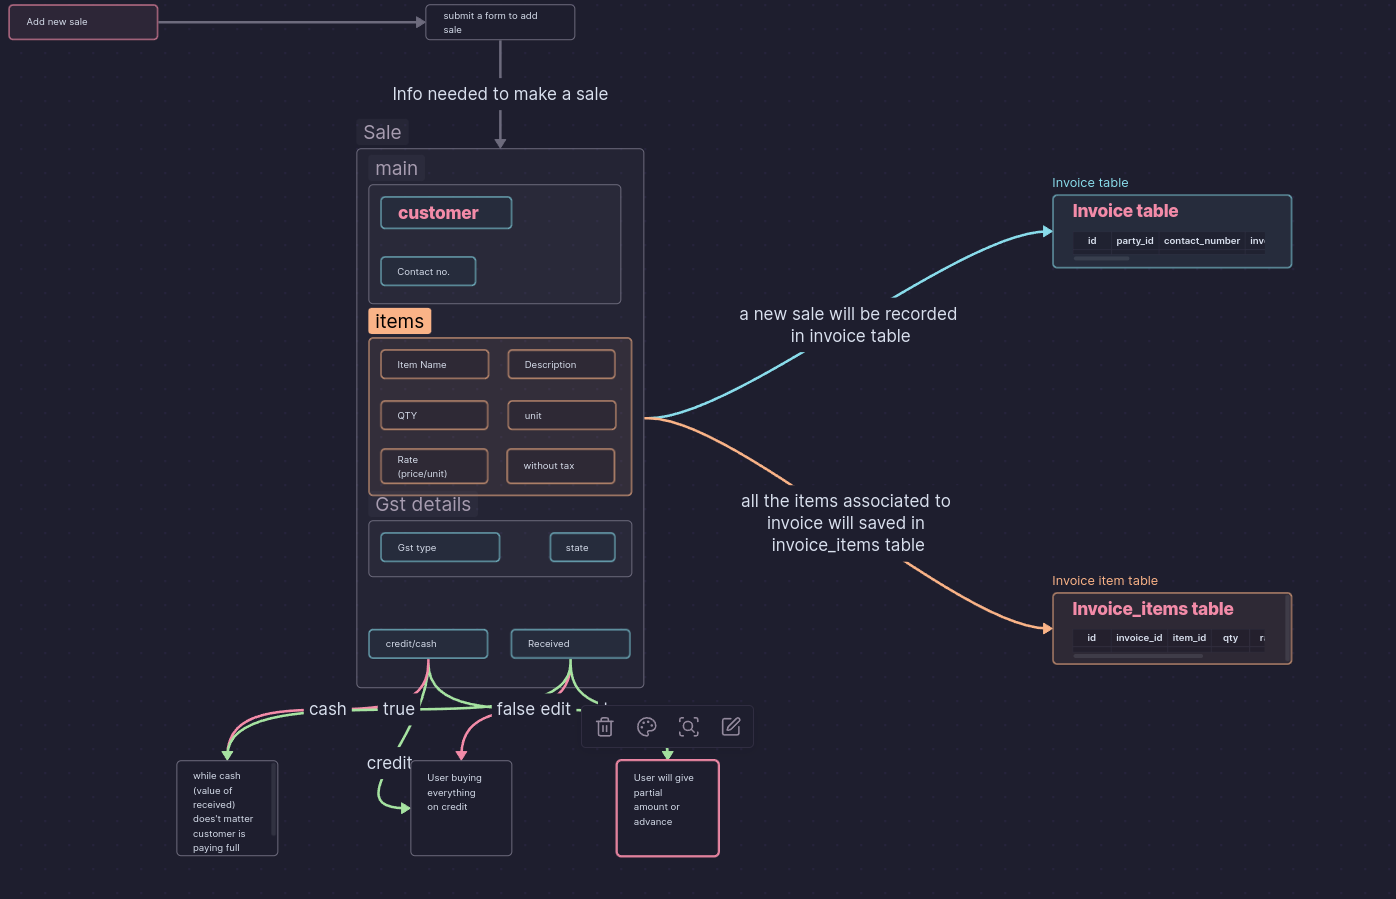 Add new sale
submit a form to add
sale
Info needed to make a sale
Sale
main
customer
Contact no.
items
Item Name
Description
QTY
unit
Rate
(price/unit)
without tax
Gst details
Gst type
state
credit/cash
Received
Invoice table
Invoice table
id party_id contact_number
a new sale will be recorded
in invoice table
all the items associated to
invoice will saved in
invoice_items table
Invoice item table
Invoice_items table
id invoice_id item_id qty
cash
true
false edit
credit
while cash
(value of
received)
does't matter
customer is
paying full
User buying
everything
on credit
User will give
partial
amount or
advance